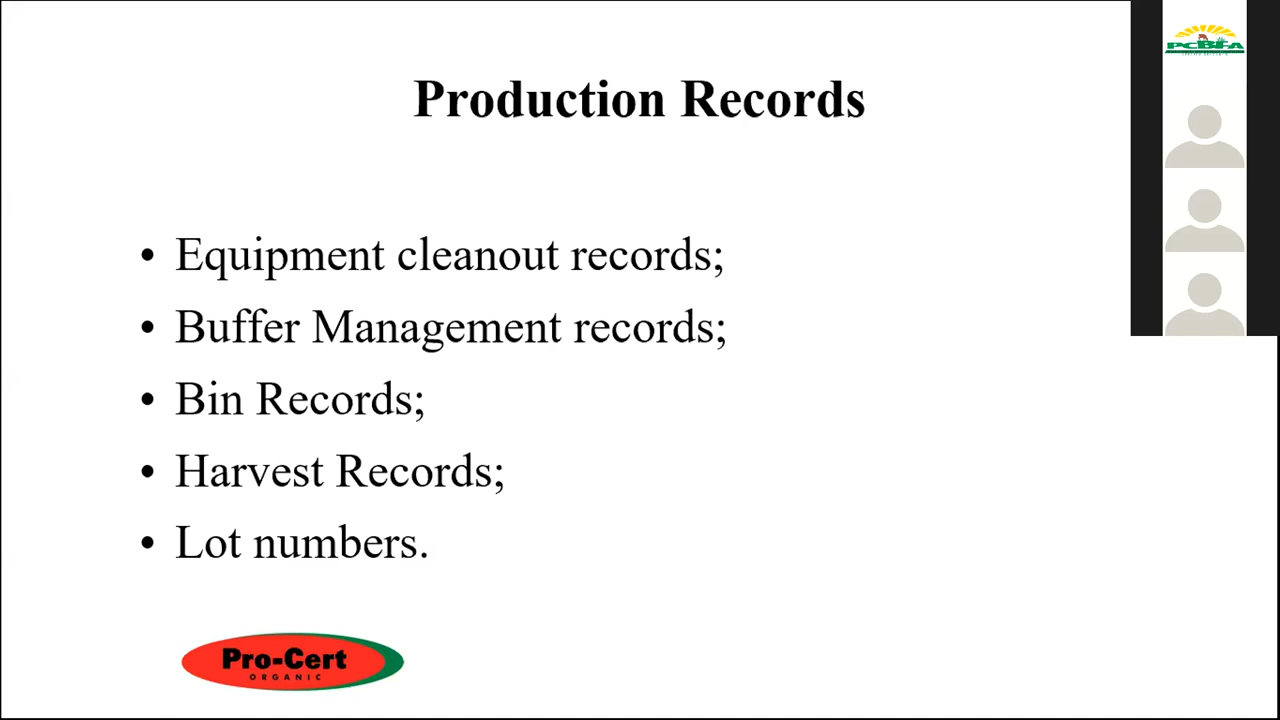 Production Records
• Equipment cleanout records;
• Buffer Management records;
• Bin Records;
• Harvest Records;
• Lot numbers.
Pro-Cert
ORGANIC
PCBFA